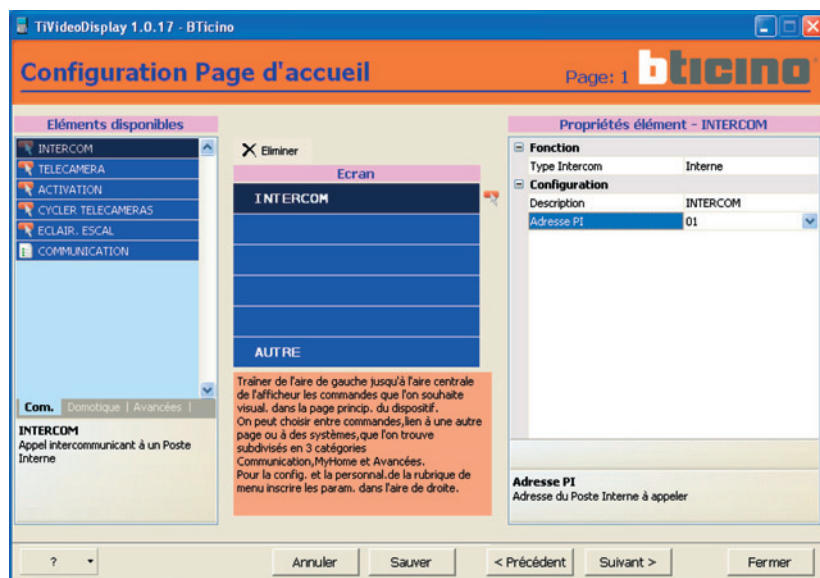 TiVideoDisplay 1.0.17 - BTicino
Configuration Page d'accueil
Page: 1
bticino
Eléments disponibles
INTERCOM
TELECAMERA
ACTIVATION
CYCLER TELECAMERAS
ECLAIR. ESCAL
COMMUNICATION
Com. Domotique | Avancées |
INTERCOM
Appel intercommunicant à un Poste
Interne
Eliminer
Ecran
INTERCOM
AUTRE
Traîner de l'aire de gauche jusqu'à l'aire centrale
de l'afficheur les commandes que l'on souhaite
visual. dans la page princip. du dispositif.
On peut choisir entre commandes,lien à une autre
page ou à des systèmes,que l'on trouve
subdivisés en 3 catégories
Communication,MyHome et Avancées.
Pour la config. et la personnal.de la rubrique de
menu inscrire les param. dans l'aire de droite.
Propriétés élément - INTERCOM
Fonction
Type Intercom Interne
Configuration
Description INTERCOM
Adresse PI 01
Adresse PI
Adresse du Poste Interne à appeler
? Annuler Sauver < Précédent Suivant > Fermer